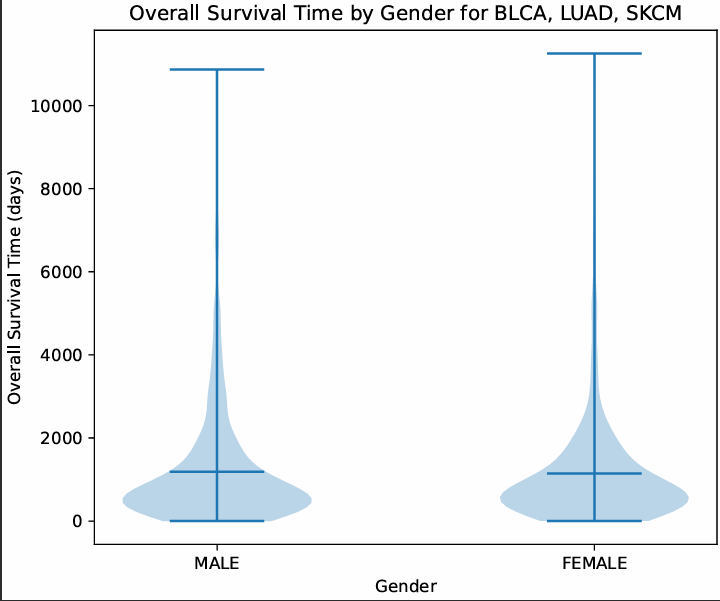 Overall Survival Time by Gender for BLCA, LUAD, SKCM
Overall Survival Time (days)
10000
8000
6000
4000
2000
0
MALE
FEMALE
Gender